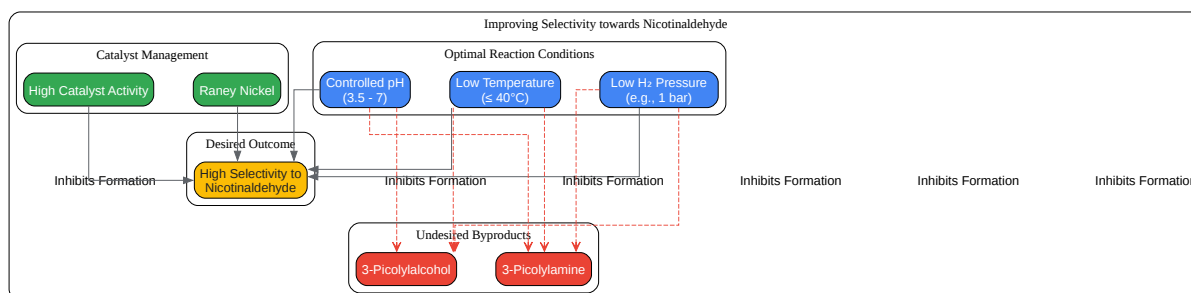 Improving Selectivity towards Nicotinaldehyde
Catalyst Management
Optimal Reaction Conditions
High Catalyst Activity
Raney Nickel
Controlled pH
(3.5 - 7)
Low Temperature
(≤ 40°C)
Low H₂ Pressure
(e.g., 1 bar)
Desired Outcome
High Selectivity to
Nicotinaldehyde
Inhibits Formation
Inhibits Formation
Inhibits Formation
Inhibits Formation
Inhibits Formation
Inhibits Formation
Undesired Byproducts
3-Picolylalcohol
3-Picolylamine